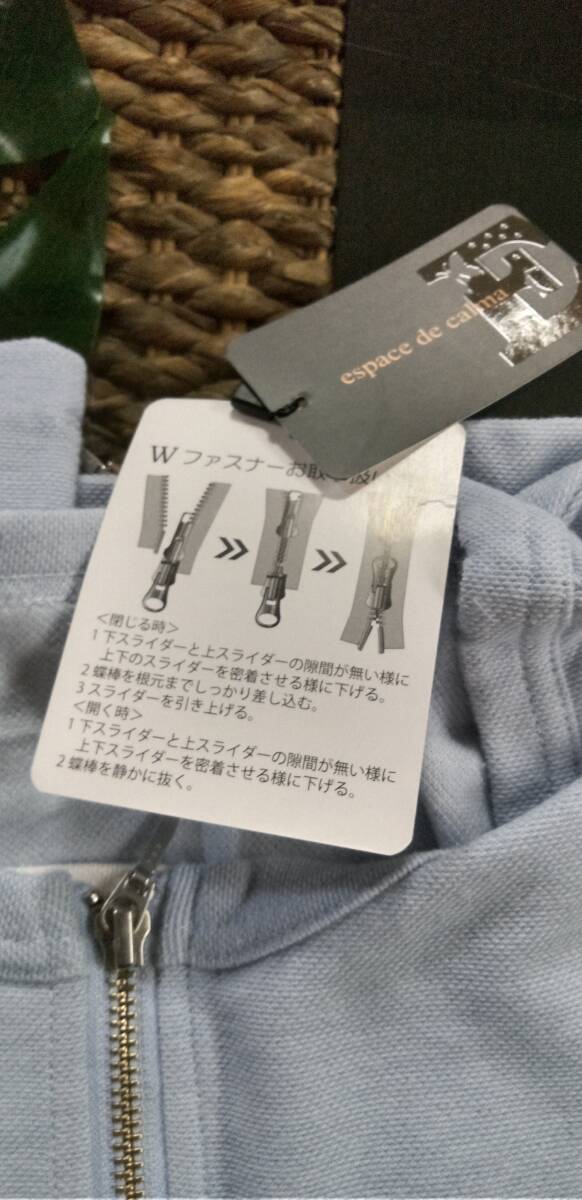 espace de calma
Wファスナーお取り扱い
<閉じる時>
1 下スライダーと上スライダーの隙間が無い様に
上下のスライダーを密着させる様に下げる。
2 蝶棒を根元までしっかり差し込む。
3 スライダーを引き上げる。
<開く時>
1 下スライダーと上スライダーの隙間が無い様に
上下スライダーを密着させる様に下げる。
2 蝶棒を静かに抜く。